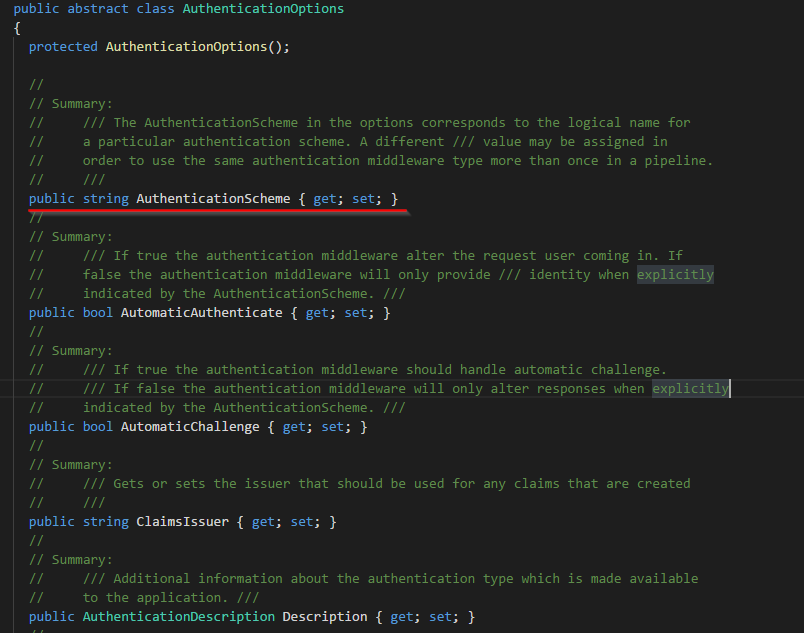 public abstract class AuthenticationOptions
{
protected AuthenticationOptions();
//
// Summary:
//     /// The AuthenticationScheme in the options corresponds to the logical name for
//     a particular authentication scheme. A different /// value may be assigned in
//     order to use the same authentication middleware type more than once in a pipeline.
//     ///
public string AuthenticationScheme { get; set; }
//
// Summary:
//     /// If true the authentication middleware alter the request user coming in. If
//     false the authentication middleware will only provide /// identity when explicitly
//     indicated by the AuthenticationScheme. ///
public bool AutomaticAuthenticate { get; set; }
//
// Summary:
//     /// If true the authentication middleware should handle automatic challenge.
//     /// If false the authentication middleware will only alter responses when explicitly
//     indicated by the AuthenticationScheme. ///
public bool AutomaticChallenge { get; set; }
//
// Summary:
//     /// Gets or sets the issuer that should be used for any claims that are created
//     ///
public string ClaimsIssuer { get; set; }
//
// Summary:
//     /// Additional information about the authentication type which is made available
//     to the application. ///
public AuthenticationDescription Description { get; set; }
//